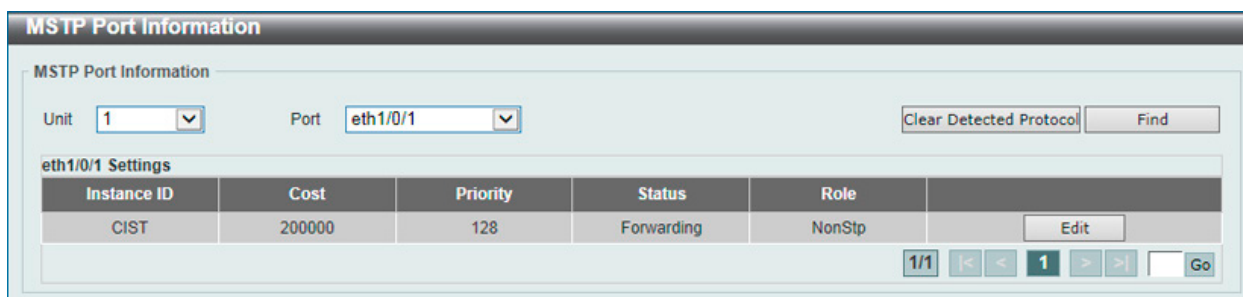 MSTP Port Information
MSTP Port Information
Unit 1 Port eth1/0/1 Clear Detected Protocol Find
eth1/0/1 Settings
Instance ID Cost Priority Status Role
CIST 200000 128 Forwarding NonStp Edit
1/1 |< < 1 > >| Go